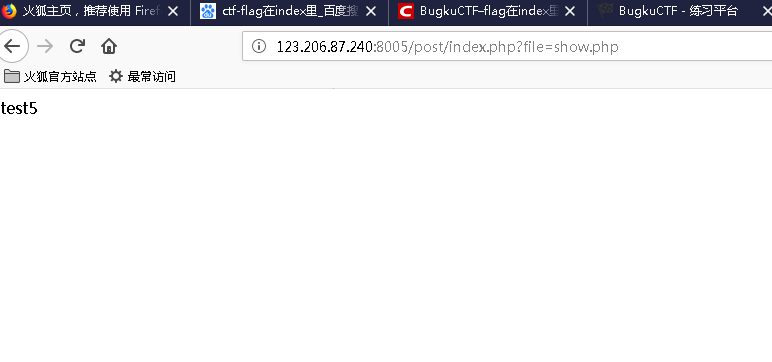 火狐主页，推荐使用 Firef
ctf-flag在index里_百度搜
BugkuCTF--flag在index里
BugkuCTF - 练习平台
123.206.87.240:8005/post/index.php?file=show.php
火狐官方站点 最常访问
test5